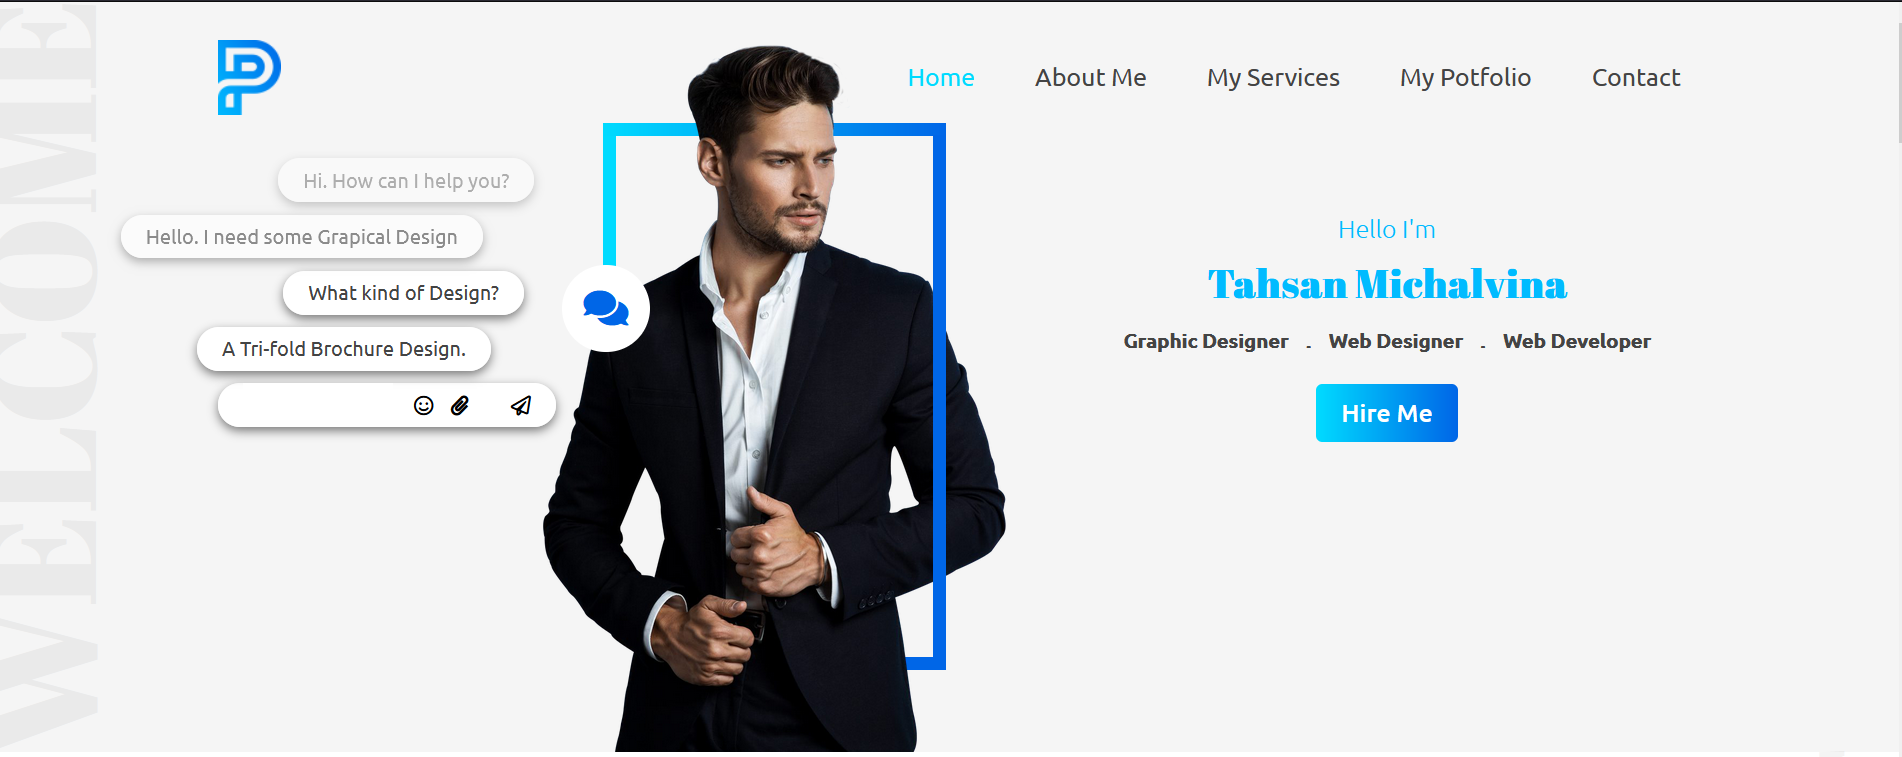 WELCOME
P
Home About Me My Services My Potfolio Contact
Hi. How can I help you?
Hello. I need some Grapical Design
What kind of Design?
A Tri-fold Brochure Design.
Hello I'm
Tahsan Michalvina
Graphic Designer . Web Designer . Web Developer
Hire Me